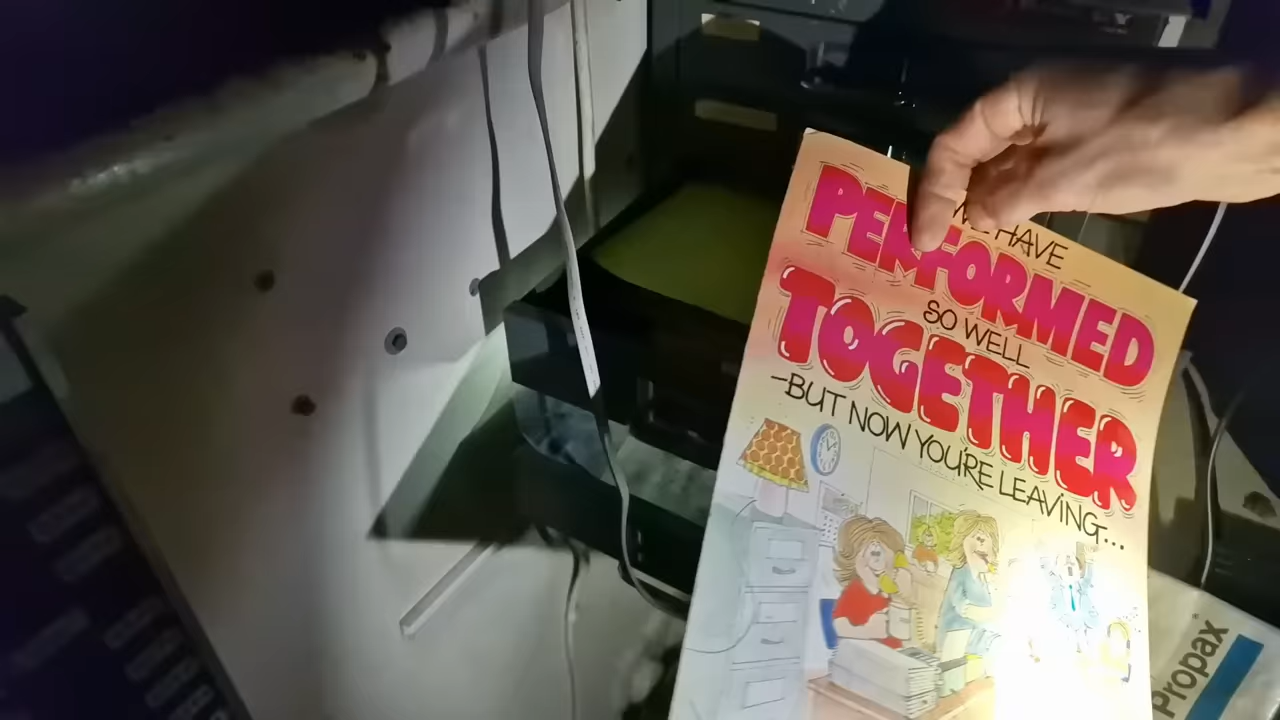 WE HAVE
PERFORMED
SO WELL
TOGETHER
-BUT NOW YOU'RE LEAVING...
Propax